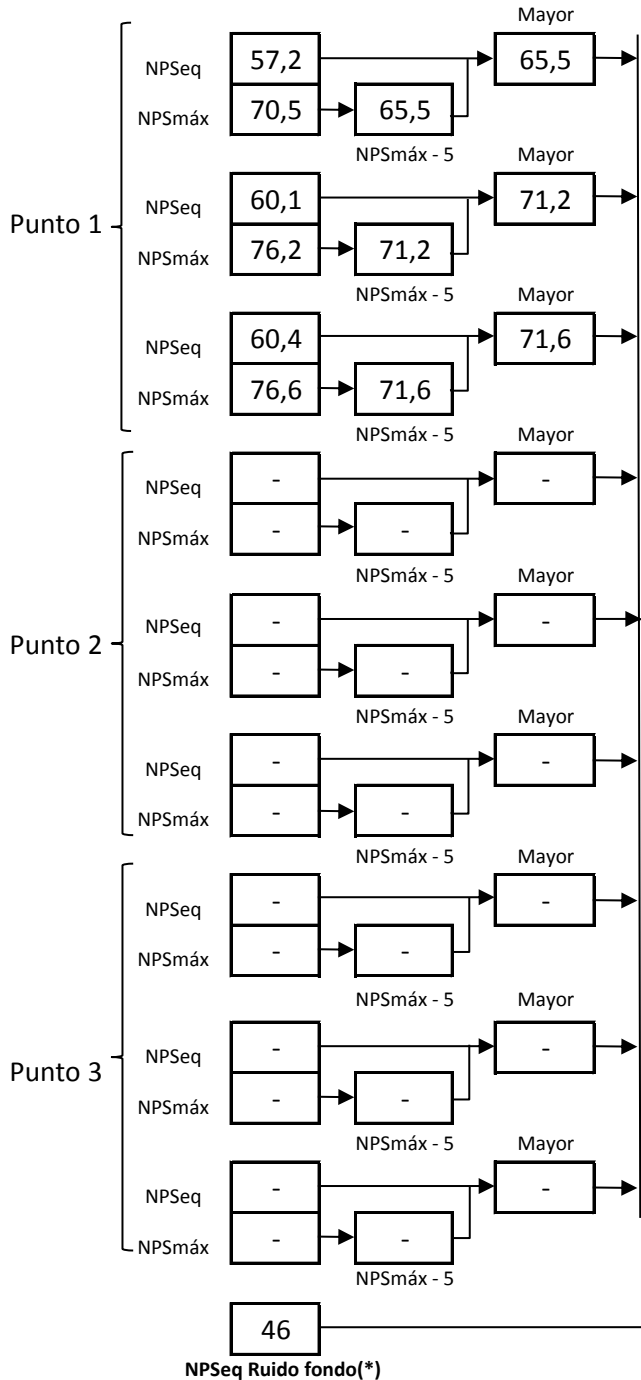 Mayor
NPSeq 57,2 65,5
NPSmáx 70,5 65,5
NPSmáx - 5 Mayor
Punto 1
NPSeq 60,1 71,2
NPSmáx 76,2 71,2
NPSmáx - 5 Mayor
NPSeq 60,4 71,6
NPSmáx 76,6 71,6
NPSmáx - 5 Mayor
NPSeq - -
NPSmáx - -
NPSmáx - 5 Mayor
Punto 2
NPSeq - -
NPSmáx - -
NPSmáx - 5 Mayor
NPSeq - -
NPSmáx - -
NPSmáx - 5 Mayor
NPSeq - -
NPSmáx - -
NPSmáx - 5 Mayor
Punto 3
NPSeq - -
NPSmáx - -
NPSmáx - 5 Mayor
NPSeq - -
NPSmáx - -
NPSmáx - 5
46
NPSeq Ruido fondo(*)